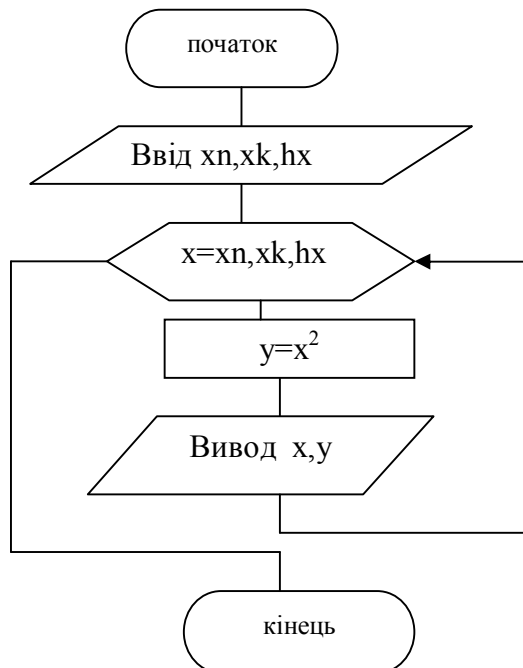 початок
Ввід xn,xk,hx
x=xn,xk,hx
y=x²
Вивод x,y
кінець